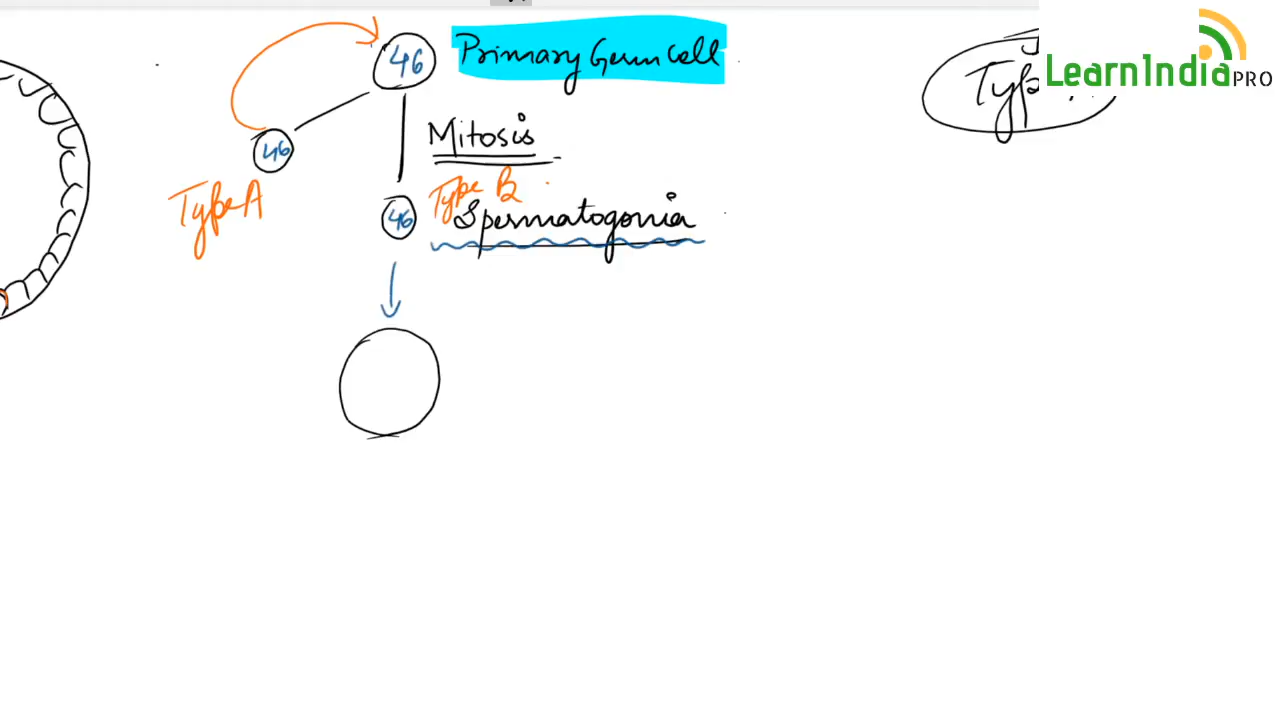 46 Primary Germ Cell
LearnIndia PRO
46
Mitosis
Type A
Type B
46 Spermatogonia